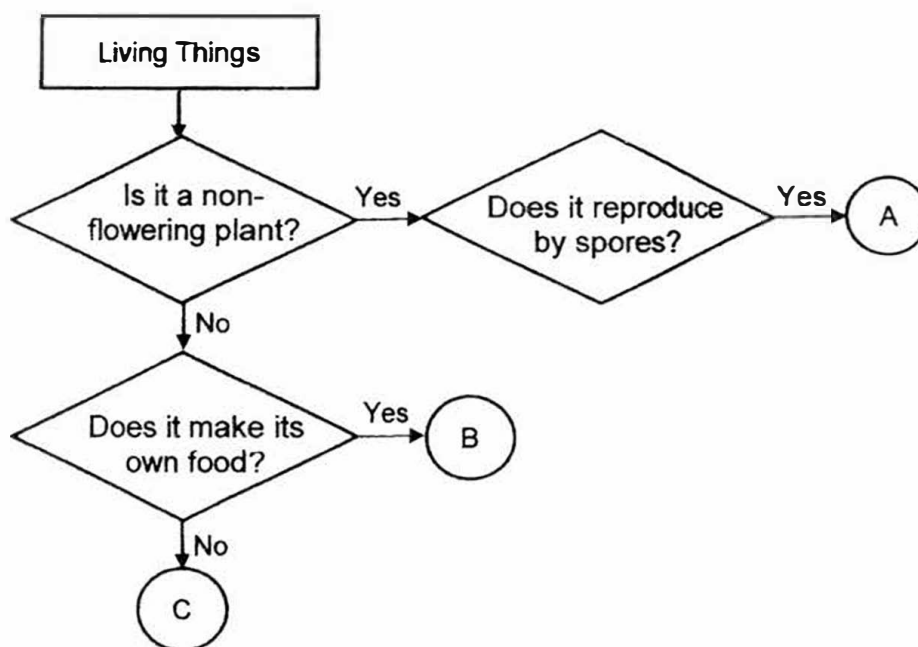 Living Things
Is it a non-
flowering plant?
Yes
Does it reproduce
by spores?
Yes
A
No
Does it make its
own food?
Yes
B
No
C